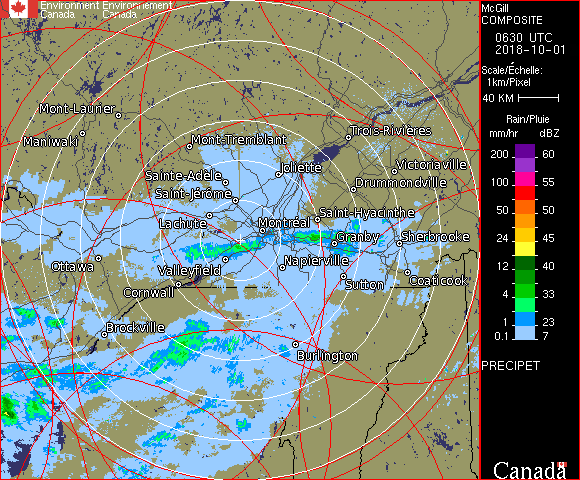 Environment Environnement
Canada Canada
McGill
COMPOSITE
0630 UTC
2018-10-01
Scale/Échelle:
1km/Pixel
40 KM
Rain/Pluie
mm/hr dBZ
200 60
100 55
50 50
24 45
12 40
4 33
1 23
0.1 7
PRECIPET
Mont-Laurier
Maniwaki
Mont-Tremblant
Trois-Rivières
Joliette
Victoriaville
Sainte-Adèle
Drummondville
Saint-Jérôme
Saint-Hyacinthe
Lachute
Montréal
Granby
Sherbrooke
Ottawa
Valleyfield
Napierville
Cornwall
Sutton
Coaticook
Brockville
Burlington
Canada